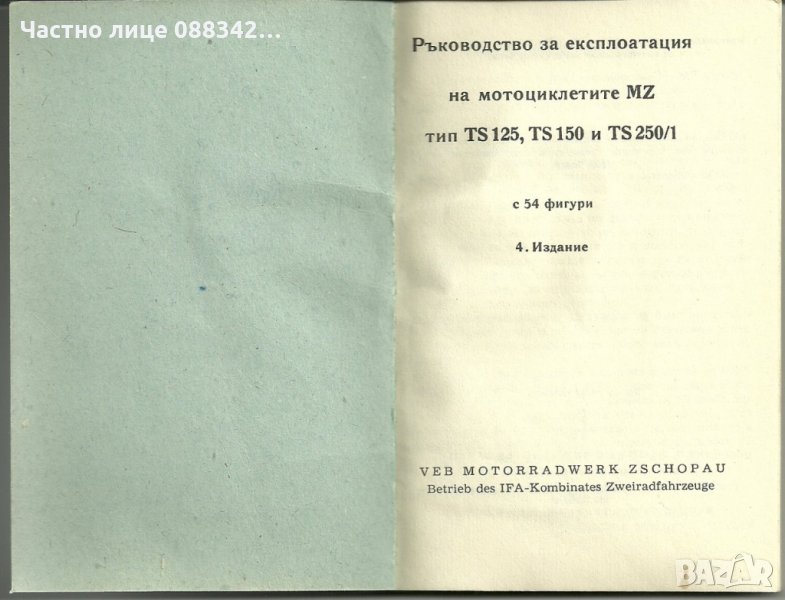 Частно лице 088342...
Ръководство за експлоатация
на мотоциклетите MZ
тип TS 125, TS 150 и TS 250/1
с 54 фигури
4. Издание
VEB MOTORRADWERK ZSCHOPAU
Betrieb des IFA-Kombinates Zweiradfahrzeuge
BAZAR